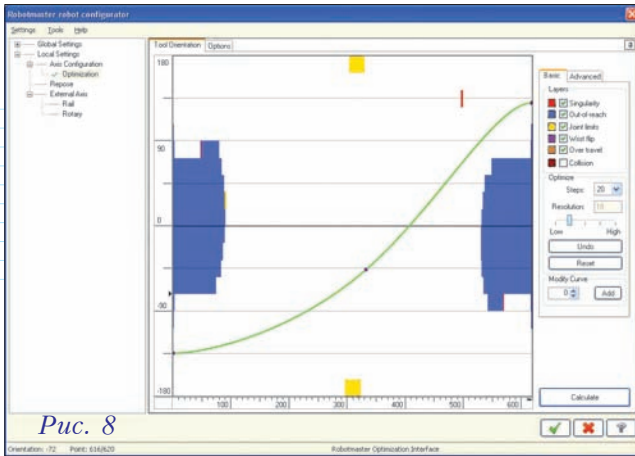 Robotmaster robot configurator
Settings Tools Help
Global Settings
Local Settings
Axis Configuration
Optimization
Repose
External Axis
Rail
Rotary
Tool Orientation Options
180
90
0
-90
-180
100 200 300 400 500 600
Basic Advanced
Layers
Singularity
Out-of-reach
Joint limits
Wrist flip
Over travel
Collision
Optimize
Steps: 20
Resolution:
Low High
Undo
Reset
Modify Curve
0 Add
Calculate
Рис. 8
Orientation: -72 Point: 616/620 Robotmaster Optimization Interface